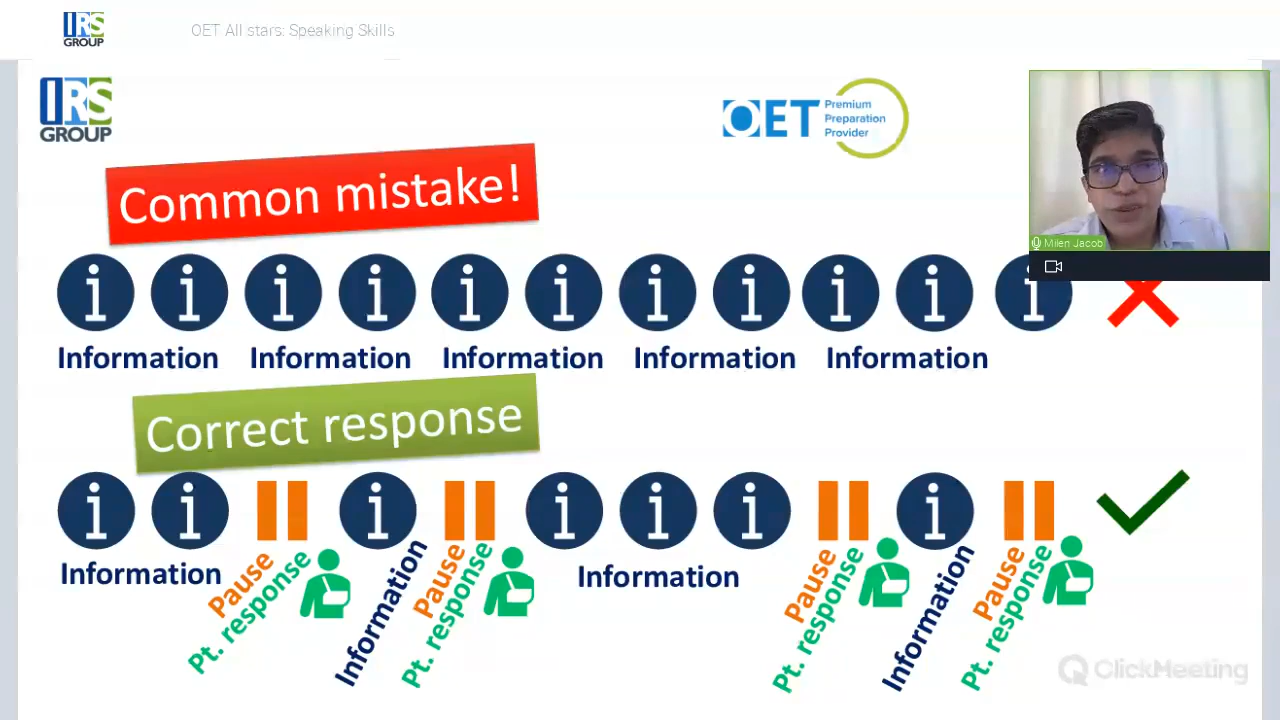 IRS
GROUP
OET All stars: Speaking Skills
IRS
GROUP
OET
Premium
Preparation
Provider
Common mistake!
Milen Jacob
Information Information Information Information Information
Correct response
Information
Pause
Pt. response
Information
Pause
Pt. response
Information
Pause
Pt. response
Information
Pause
Pt. response
ClickMeeting